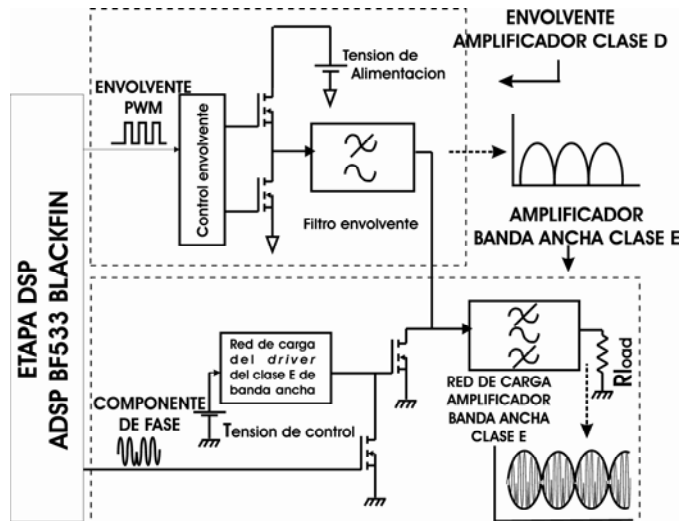 ETAPA DSP
ADSP BF533 BLACKFIN
ENVOLVENTE
PWM
Control envolvente
Tension de
Alimentacion
Filtro envolvente
ENVOLVENTE
AMPLIFICADOR CLASE D
AMPLIFICADOR
BANDA ANCHA CLASE E
Red de carga
del driver
del clase E de
banda ancha
COMPONENTE
DE FASE
Tension de control
RED DE CARGA
AMPLIFICADOR
BANDA ANCHA
CLASE E
Rload